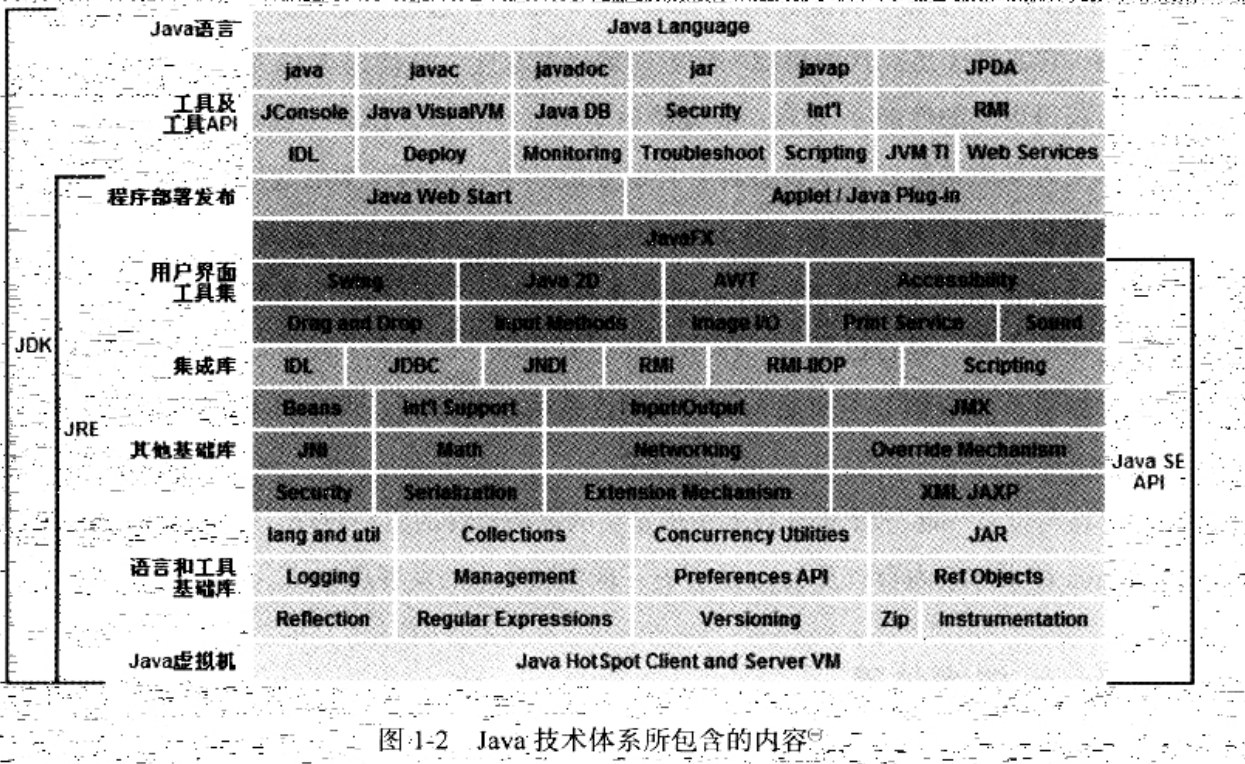 Java语言 Java Language
java javac javadoc jar javap JPDA
工具及
工具API
JConsole Java VisualVM Java DB Security Int'l RMI
IDL Deploy Monitoring Troubleshoot Scripting JVM TI Web Services
程序部署发布 Java Web Start Applet / Java Plug-in
JavaFX
用户界面
工具集
Swing Java 2D AWT Accessibility
Drag and Drop Input Methods Image I/O Print Service Sound
JDK
集成库 IDL JDBC JNDI RMI RMI-IIOP Scripting
Beans Int'l Support Input/Output JMX
JRE
其他基础库 JNI Math Networking Override Mechanism
Java SE
API
Security Serialization Extension Mechanism XML JAXP
lang and util Collections Concurrency Utilities JAR
语言和工具
基础库
Logging Management Preferences API Ref Objects
Reflection Regular Expressions Versioning Zip Instrumentation
Java虚拟机 Java HotSpot Client and Server VM
图 1-2 Java 技术体系所包含的内容